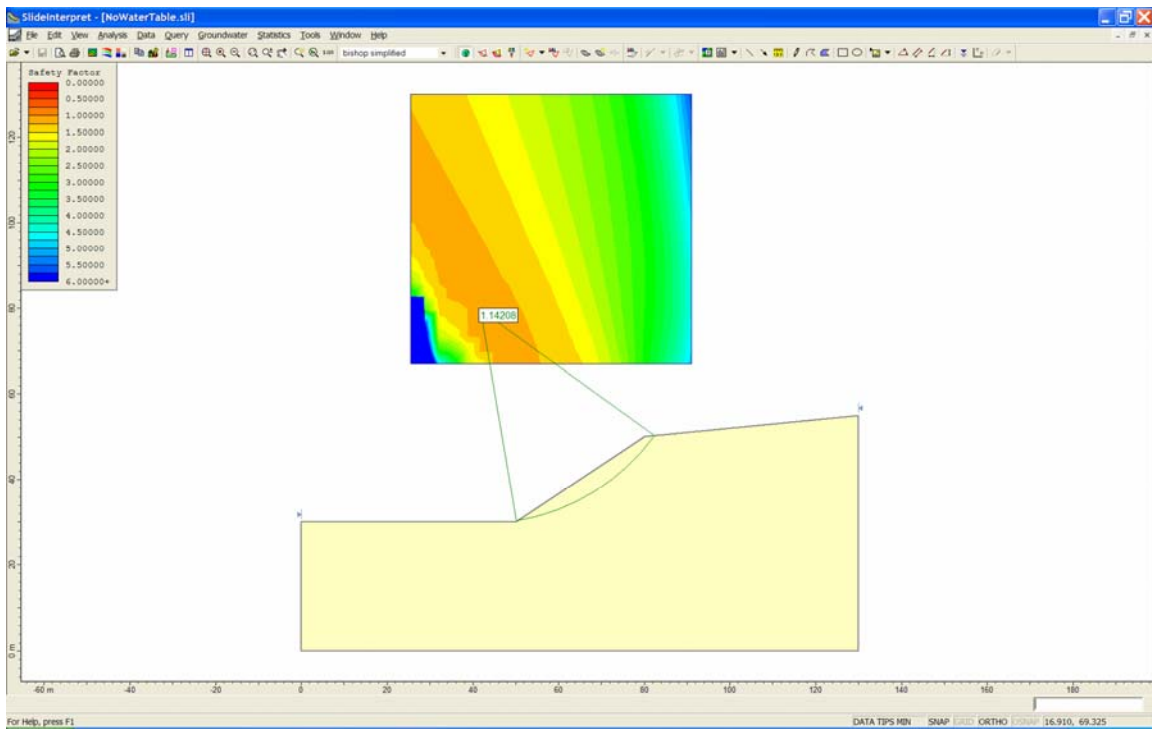 SlideInterpret - [NoWaterTable.sli]
File Edit View Analysis Data Query Groundwater Statistics Tools Window Help
bishop simplified
Safety Factor
0.00000
0.50000
1.00000
1.50000
2.00000
2.50000
3.00000
3.50000
4.00000
4.50000
5.00000
5.50000
6.00000+
1.14208
120
100
80
60
40
20
0 m
-60 m -40 -20 0 20 40 60 80 100 120 140 160 180
For Help, press F1
DATA TIPS MIN SNAP GRID ORTHO OSNAP 16.910, 69.325